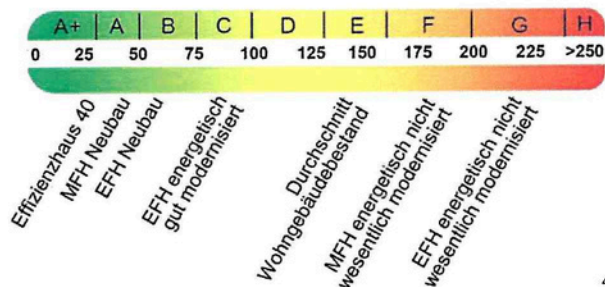 A+ A B C D E F G H
0 25 50 75 100 125 150 175 200 225 >250
Effizienzhaus 40
MFH Neubau
EFH Neubau
EFH energetisch
gut modernisiert
Durchschnitt
Wohngebäudebestand
MFH energetisch nicht
wesentlich modernisiert
EFH energetisch nicht
wesentlich modernisiert